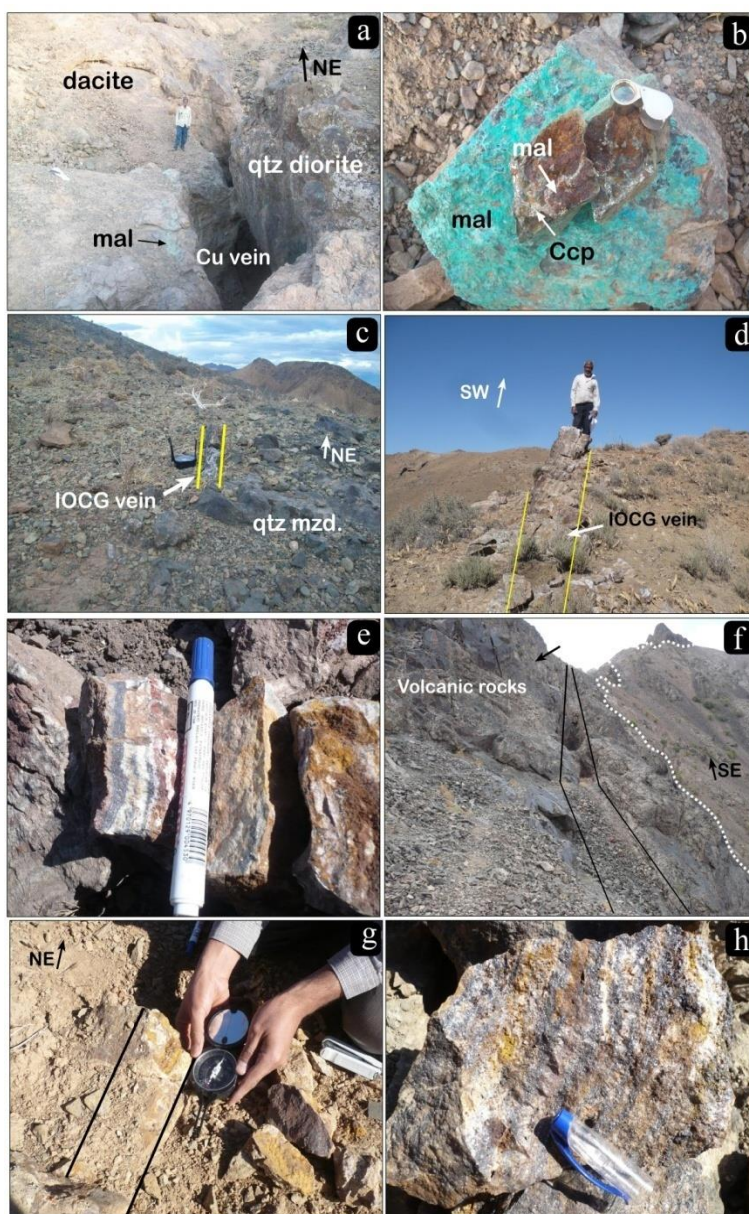 a
NE
dacite
qtz diorite
mal
Cu vein
b
mal
mal
Ccp
c
NE
IOCG vein
qtz mzd.
d
SW
IOCG vein
e
f
Volcanic rocks
SE
g
NE
h